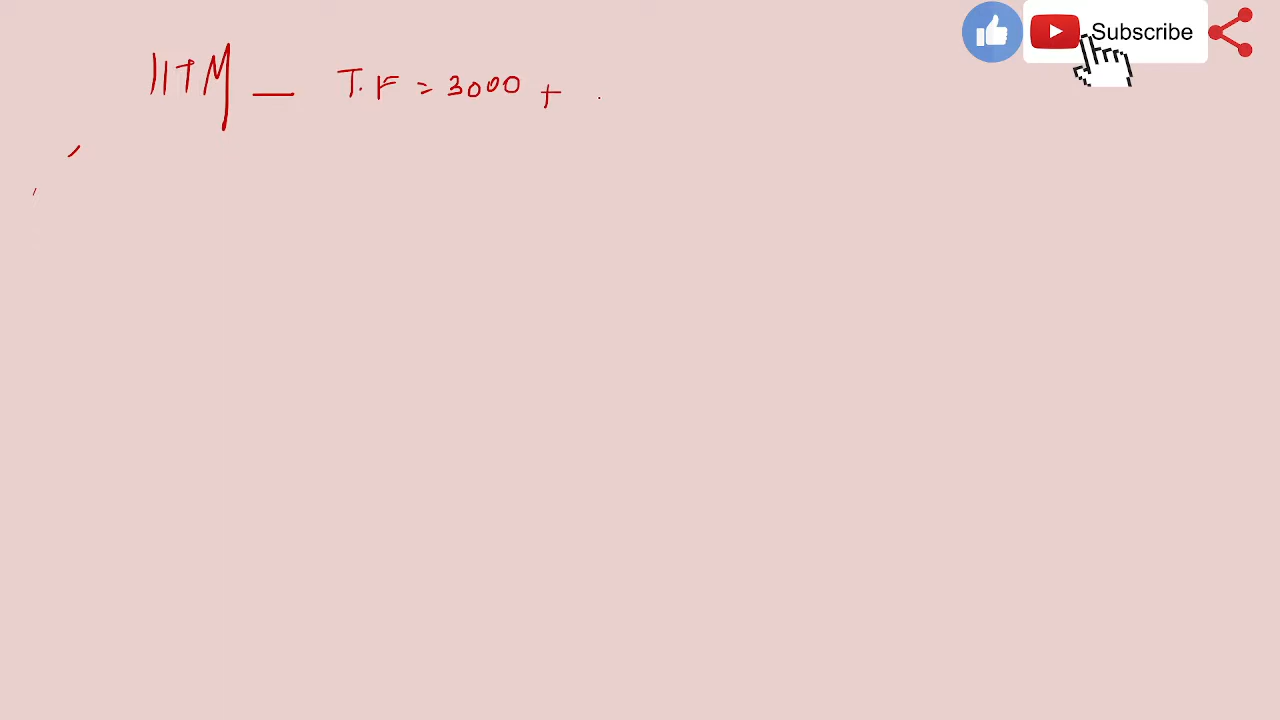 Subscribe
IITM — T.F = 3000 +